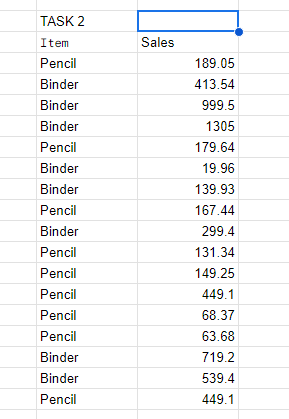 TASK 2
Item Sales
Pencil 189.05
Binder 413.54
Binder 999.5
Binder 1305
Pencil 179.64
Binder 19.96
Binder 139.93
Pencil 167.44
Binder 299.4
Pencil 131.34
Pencil 149.25
Pencil 449.1
Pencil 68.37
Pencil 63.68
Binder 719.2
Binder 539.4
Pencil 449.1